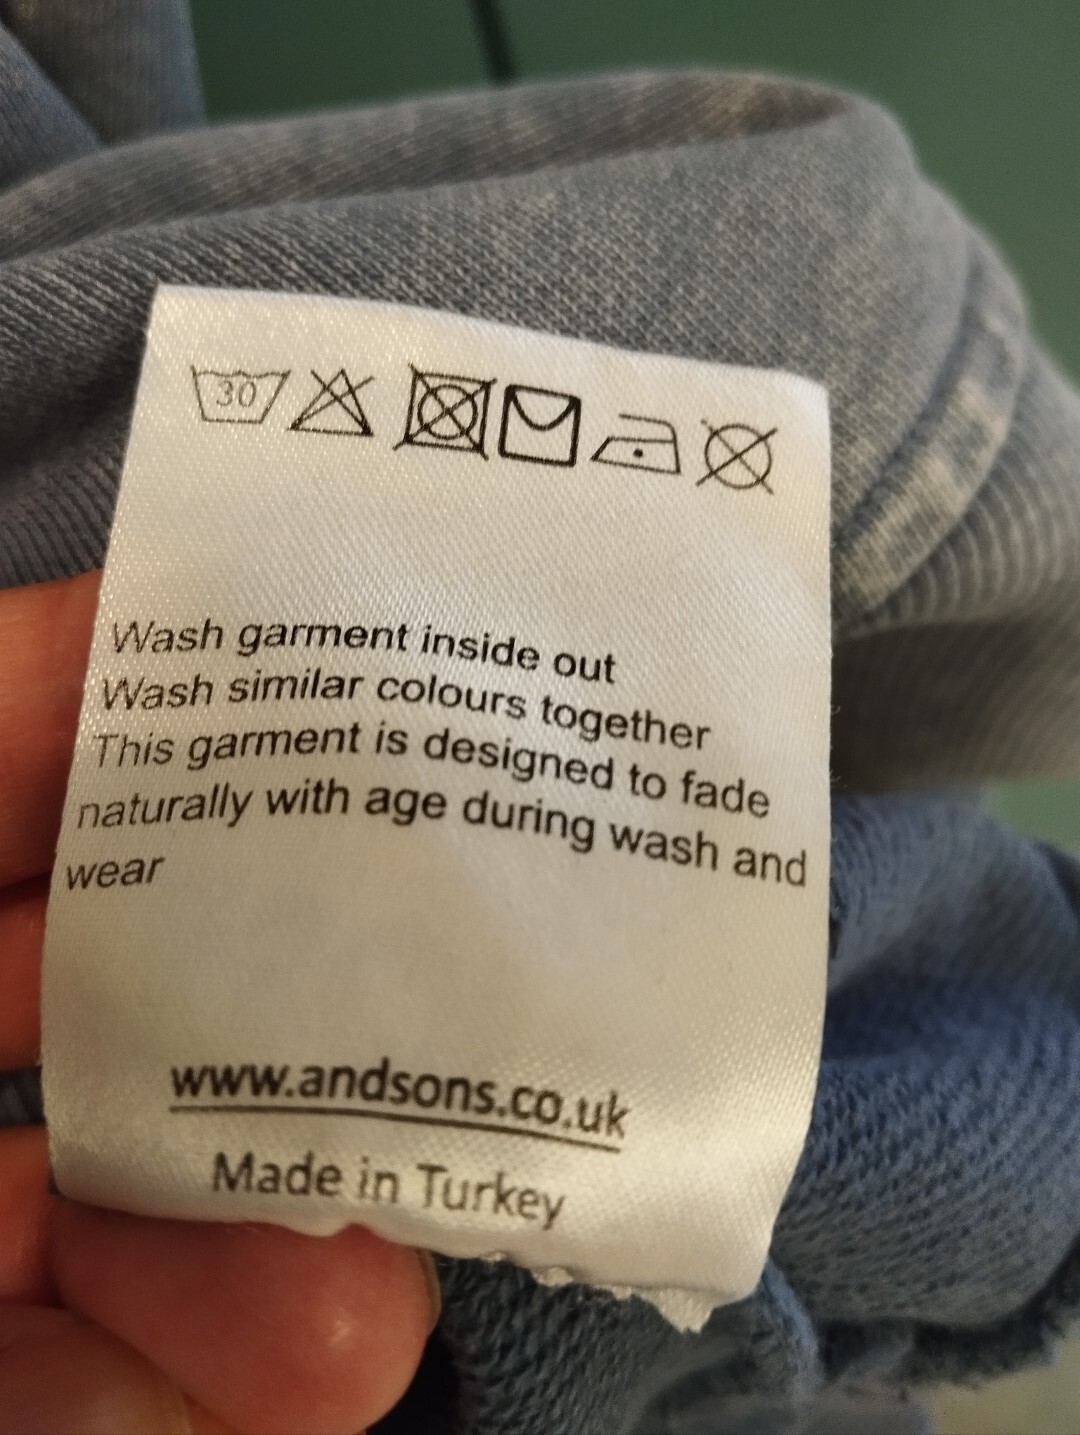 30
Wash garment inside out
Wash similar colours together
This garment is designed to fade
naturally with age during wash and
wear
www.andsons.co.uk
Made in Turkey